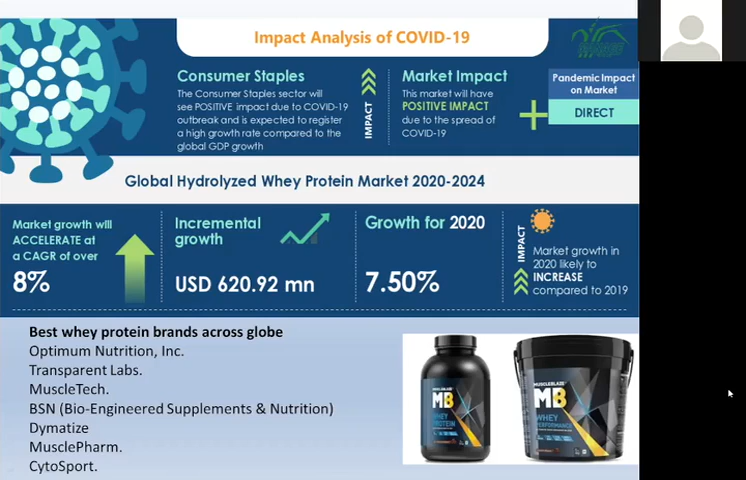 Impact Analysis of COVID-19
Consumer Staples
The Consumer Staples sector will
see POSITIVE impact due to COVID-19
outbreak and is expected to register
a high growth rate compared to the
global GDP growth
IMPACT
Market Impact
This market will have
POSITIVE IMPACT
due to the spread of
COVID-19
Pandemic Impact
on Market
DIRECT
Global Hydrolyzed Whey Protein Market 2020-2024
Market growth will
ACCELERATE at
a CAGR of over
8%
Incremental
growth
USD 620.92 mn
Growth for 2020
7.50%
IMPACT
Market growth in
2020 likely to
INCREASE
compared to 2019
Best whey protein brands across globe
Optimum Nutrition, Inc.
Transparent Labs.
MuscleTech.
BSN (Bio-Engineered Supplements & Nutrition)
Dymatize
MusclePharm.
CytoSport.
MUSCLEBLAZE
MB
WHEY
PROTEIN
MUSCLEBLAZE
MB
WHEY
PERFORMANCE